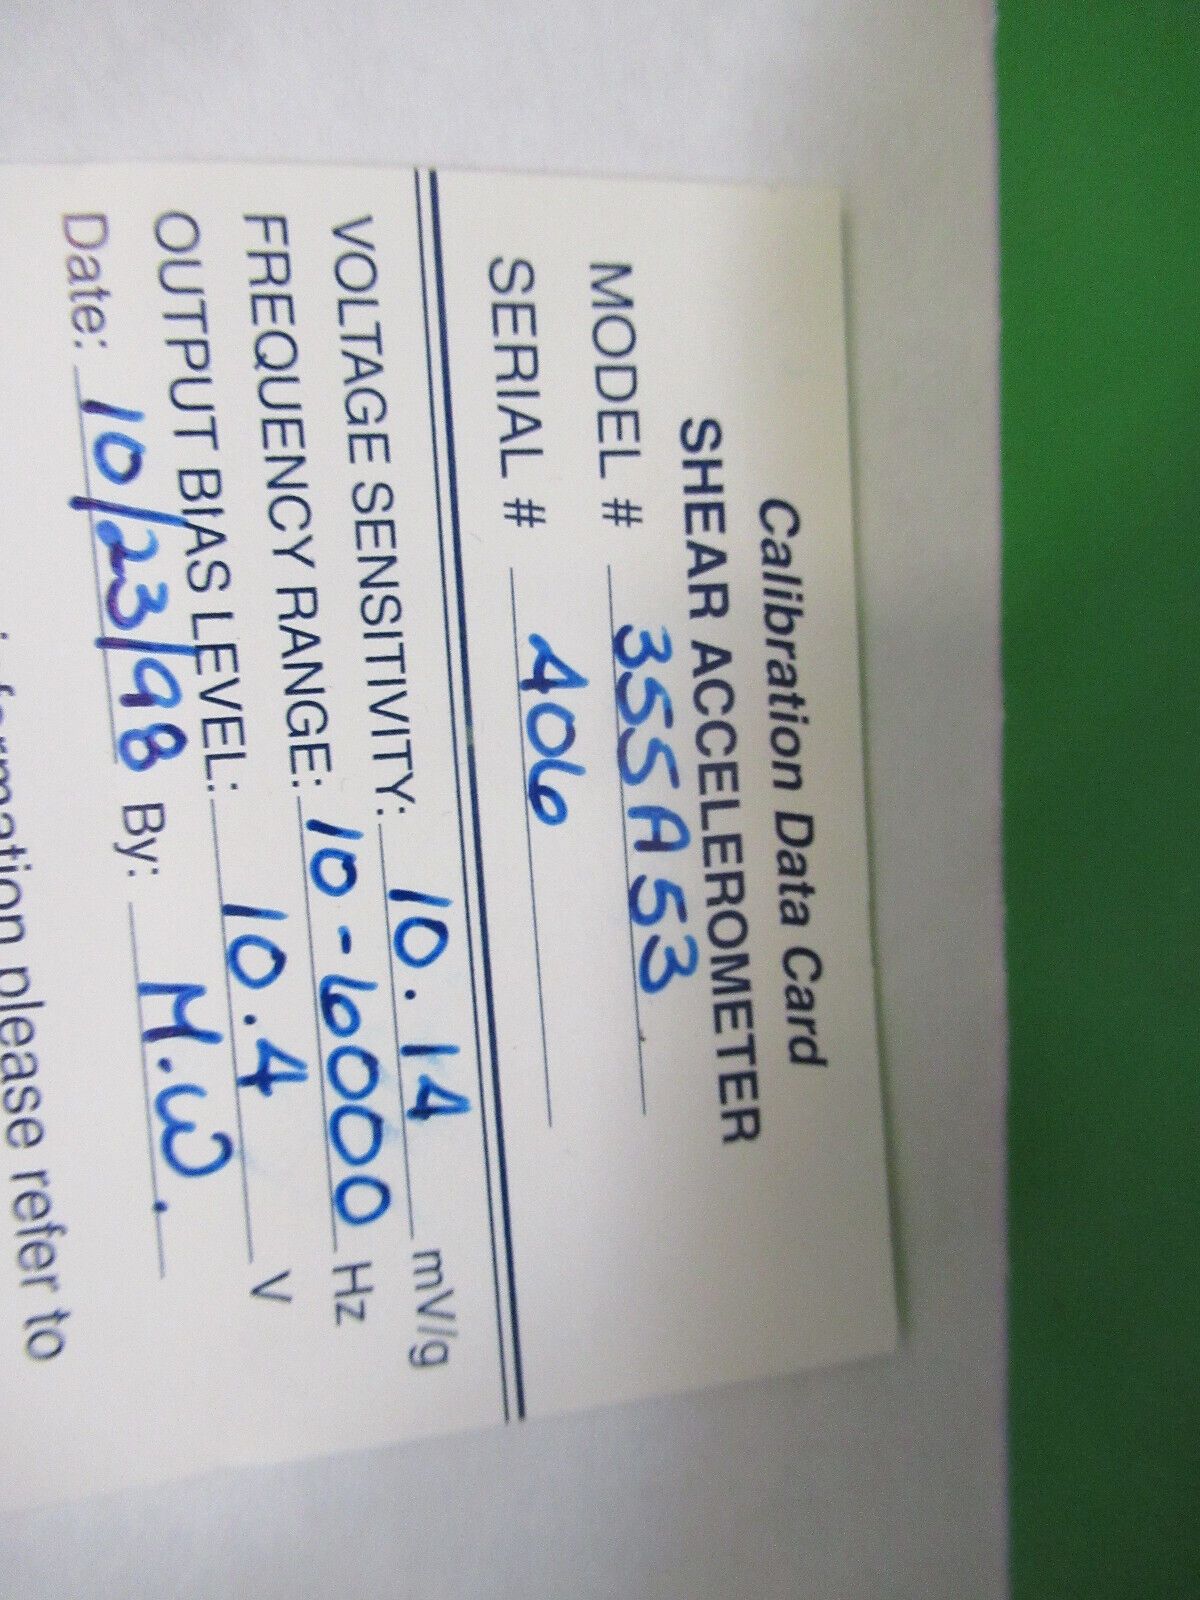 Calibration Data Card
SHEAR ACCELEROMETER
MODEL # 355A53
SERIAL # 406
VOLTAGE SENSITIVITY: 10.14 mV/g
FREQUENCY RANGE: 10-6000 Hz
OUTPUT BIAS LEVEL: 10.4 V
Date: 10/23/98 By: M.W.
information please refer to